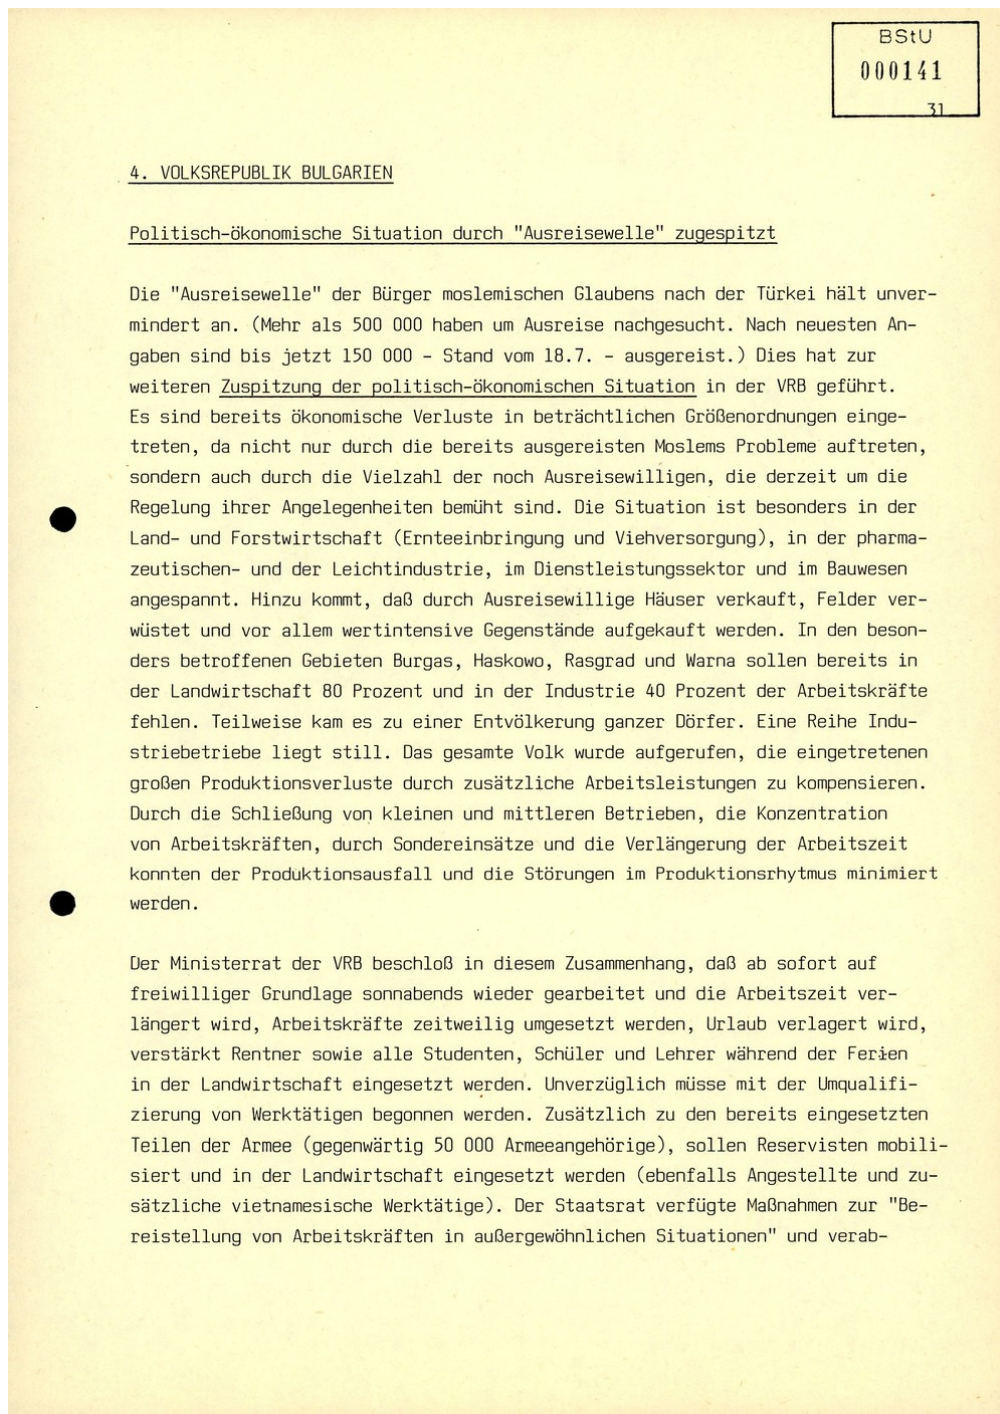 BStU
000141
31
4. VOLKSREPUBLIK BULGARIEN
Politisch-ökonomische Situation durch "Ausreisewelle" zugespitzt
Die "Ausreisewelle" der Bürger moslemischen Glaubens nach der Türkei hält unver-
mindert an. (Mehr als 500 000 haben um Ausreise nachgesucht. Nach neuesten An-
gaben sind bis jetzt 150 000 - Stand vom 18.7. - ausgereist.) Dies hat zur
weiteren Zuspitzung der politisch-ökonomischen Situation in der VRB geführt.
Es sind bereits ökonomische Verluste in beträchtlichen Größenordnungen einge-
treten, da nicht nur durch die bereits ausgereisten Moslems Probleme auftreten,
sondern auch durch die Vielzahl der noch Ausreisewilligen, die derzeit um die
Regelung ihrer Angelegenheiten bemüht sind. Die Situation ist besonders in der
Land- und Forstwirtschaft (Ernteeinbringung und Viehversorgung), in der pharma-
zeutischen- und der Leichtindustrie, im Dienstleistungssektor und im Bauwesen
angespannt. Hinzu kommt, daß durch Ausreisewillige Häuser verkauft, Felder ver-
wüstet und vor allem wertintensive Gegenstände aufgekauft werden. In den beson-
ders betroffenen Gebieten Burgas, Haskowo, Rasgrad und Warna sollen bereits in
der Landwirtschaft 80 Prozent und in der Industrie 40 Prozent der Arbeitskräfte
fehlen. Teilweise kam es zu einer Entvölkerung ganzer Dörfer. Eine Reihe Indu-
striebetriebe liegt still. Das gesamte Volk wurde aufgerufen, die eingetretenen
großen Produktionsverluste durch zusätzliche Arbeitsleistungen zu kompensieren.
Durch die Schließung von kleinen und mittleren Betrieben, die Konzentration
von Arbeitskräften, durch Sondereinsätze und die Verlängerung der Arbeitszeit
konnten der Produktionsausfall und die Störungen im Produktionsrhytmus minimiert
werden.
Der Ministerrat der VRB beschloß in diesem Zusammenhang, daß ab sofort auf
freiwilliger Grundlage sonnabends wieder gearbeitet und die Arbeitszeit ver-
längert wird, Arbeitskräfte zeitweilig umgesetzt werden, Urlaub verlagert wird,
verstärkt Rentner sowie alle Studenten, Schüler und Lehrer während der Ferien
in der Landwirtschaft eingesetzt werden. Unverzüglich müsse mit der Umqualifi-
zierung von Werktätigen begonnen werden. Zusätzlich zu den bereits eingesetzten
Teilen der Armee (gegenwärtig 50 000 Armeeangehörige), sollen Reservisten mobili-
siert und in der Landwirtschaft eingesetzt werden (ebenfalls Angestellte und zu-
sätzliche vietnamesische Werktätige). Der Staatsrat verfügte Maßnahmen zur "Be-
reistellung von Arbeitskräften in außergewöhnlichen Situationen" und verab-